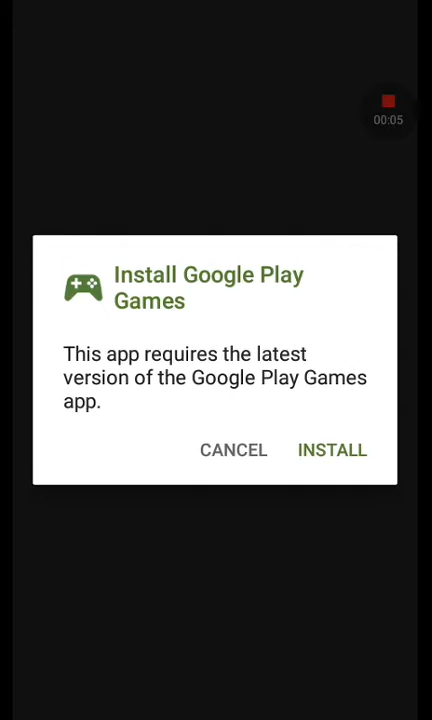 00:05
Install Google Play
Games
This app requires the latest
version of the Google Play Games
app.
CANCEL INSTALL